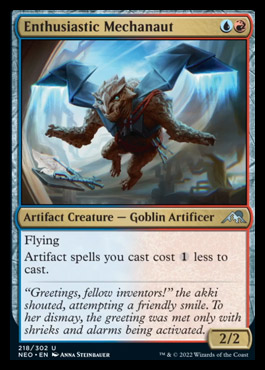 Enthusiastic Mechanaut
Artifact Creature — Goblin Artificer
Flying
Artifact spells you cast cost 1 less to
cast.
“Greetings, fellow inventors!” the akki
shouted, attempting a friendly smile. To
her dismay, the greeting was met only with
shrieks and alarms being activated.
2/2
218/302 U
NEO • EN Anna Steinbauer
™ & © 2022 Wizards of the Coast